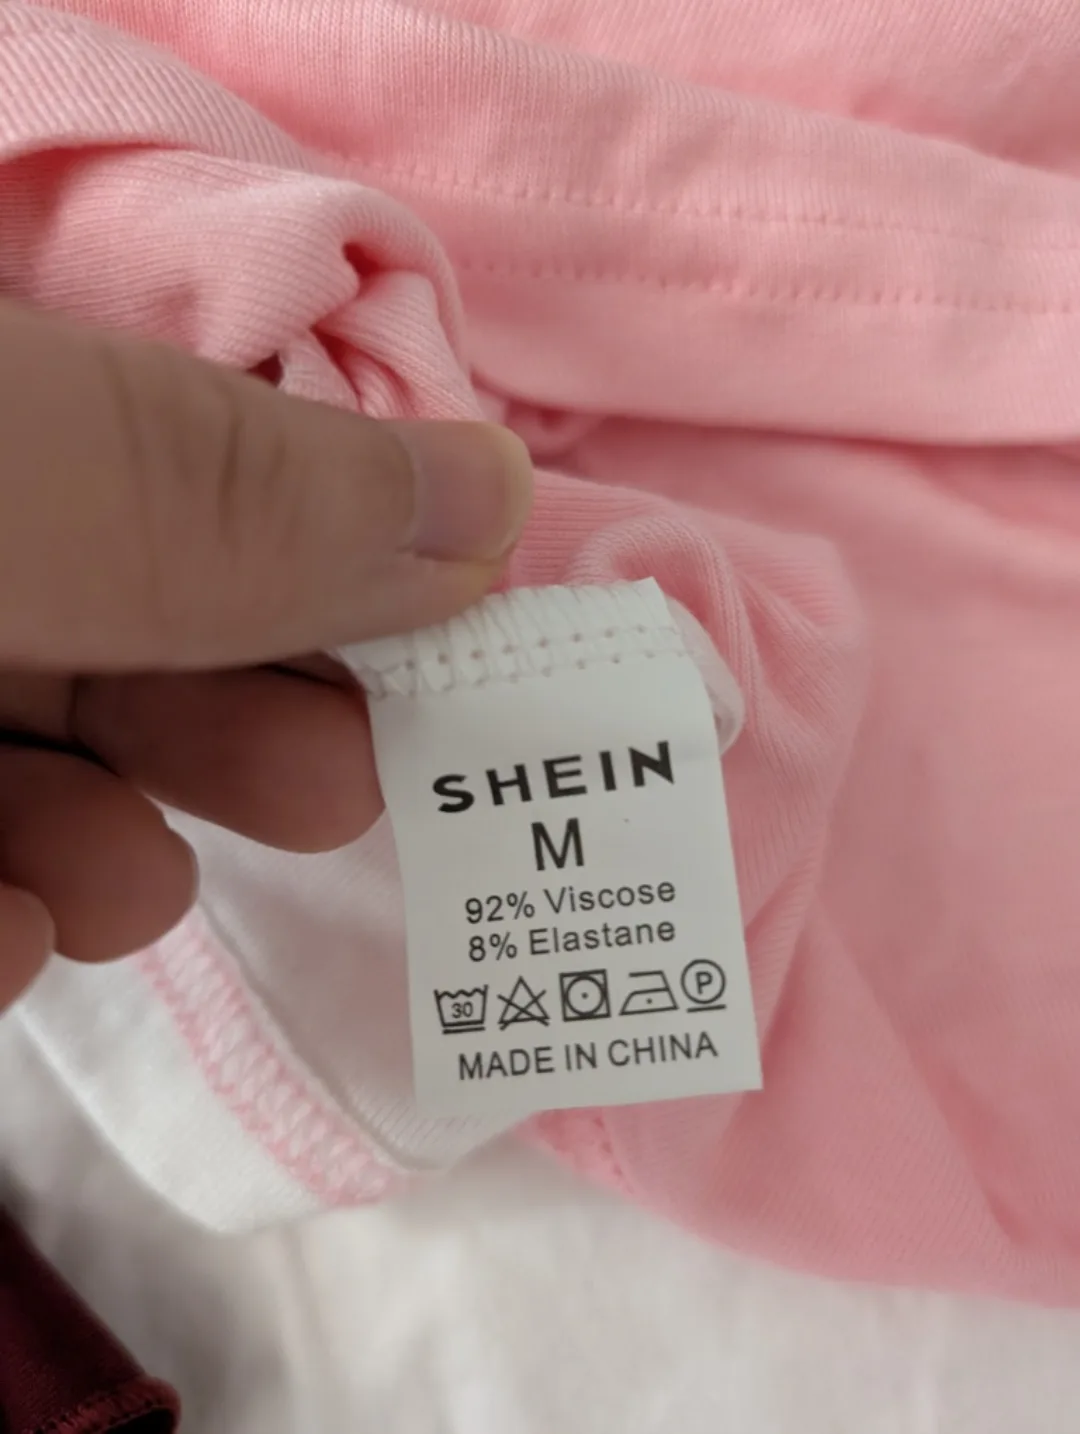 SHEIN
M
92% Viscose
8% Elastane
30 P
MADE IN CHINA